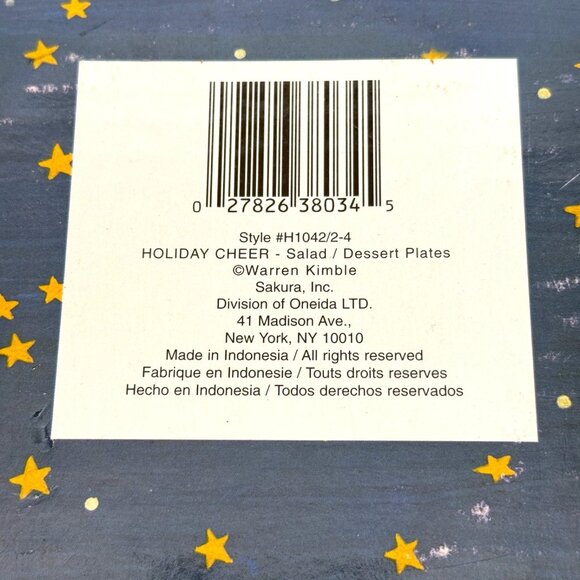 0 27826 38034 5
Style #H1042/2-4
HOLIDAY CHEER - Salad / Dessert Plates
©Warren Kimble
Sakura, Inc.
Division of Oneida LTD.
41 Madison Ave.,
New York, NY 10010
Made in Indonesia / All rights reserved
Fabrique en Indonesie / Touts droits reserves
Hecho en Indonesia / Todos derechos reservados